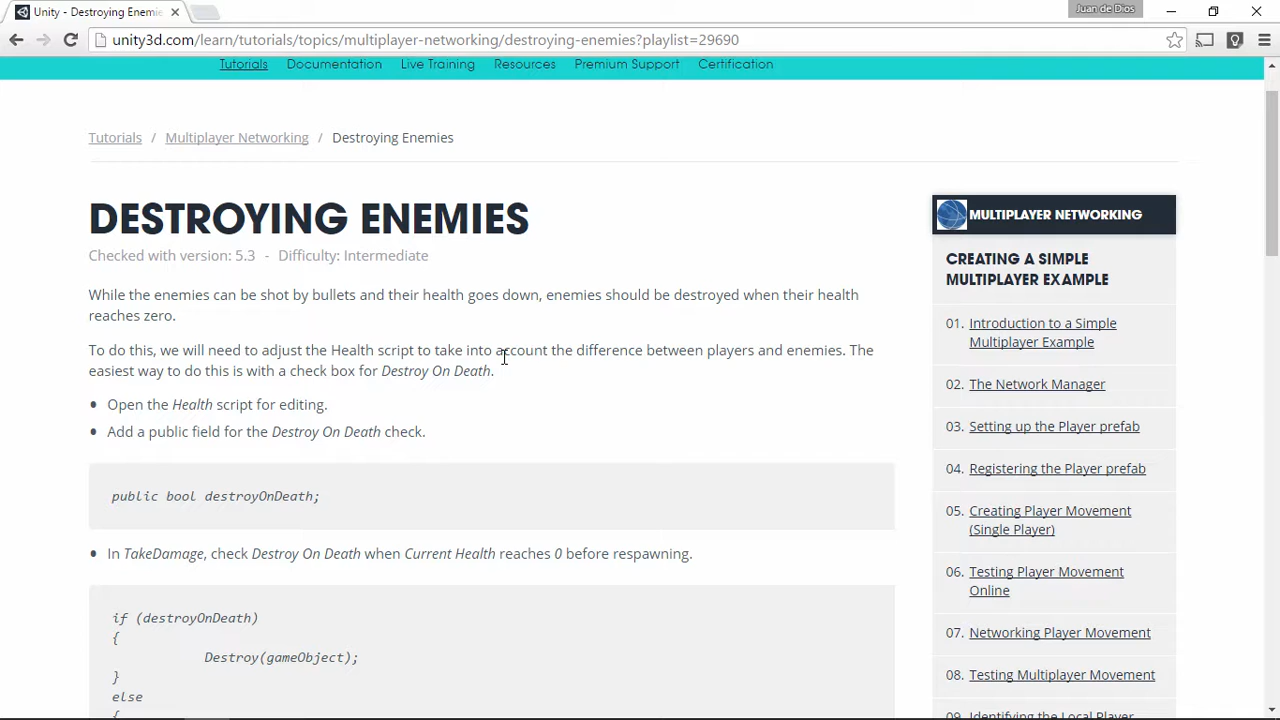 Unity - Destroying Enemie
Juan de Dios
unity3d.com/learn/tutorials/topics/multiplayer-networking/destroying-enemies?playlist=29690
Tutorials Documentation Live Training Resources Premium Support Certification
Tutorials / Multiplayer Networking / Destroying Enemies
DESTROYING ENEMIES
Checked with version: 5.3 - Difficulty: Intermediate
While the enemies can be shot by bullets and their health goes down, enemies should be destroyed when their health
reaches zero.
To do this, we will need to adjust the Health script to take into account the difference between players and enemies. The
easiest way to do this is with a check box for Destroy On Death.
• Open the Health script for editing.
• Add a public field for the Destroy On Death check.
public bool destroyOnDeath;
• In TakeDamage, check Destroy On Death when Current Health reaches 0 before respawning.
if (destroyOnDeath)
{
Destroy(gameObject);
}
else
{
MULTIPLAYER NETWORKING
CREATING A SIMPLE
MULTIPLAYER EXAMPLE
01. Introduction to a Simple
Multiplayer Example
02. The Network Manager
03. Setting up the Player prefab
04. Registering the Player prefab
05. Creating Player Movement
(Single Player)
06. Testing Player Movement
Online
07. Networking Player Movement
08. Testing Multiplayer Movement
09. Identifying the Local Player